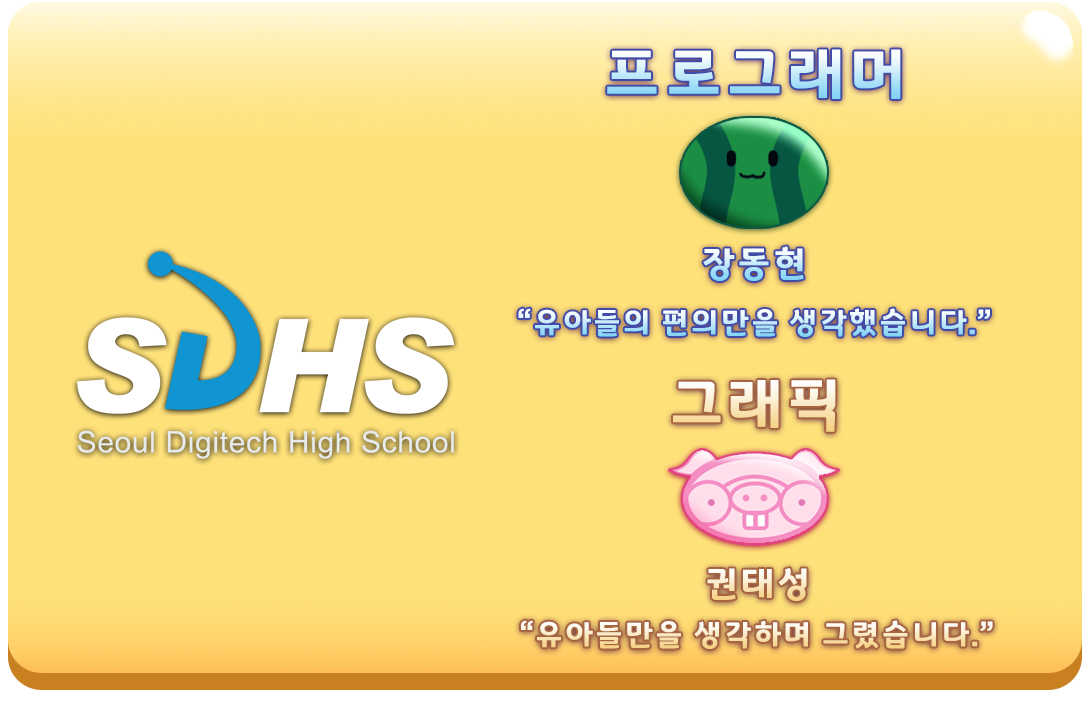 SDHS
Seoul Digitech High School
프로그래머
장동현
“유아들의 편의만을 생각했습니다.”
그래픽
권태성
“유아들만을 생각하며 그렸습니다.”